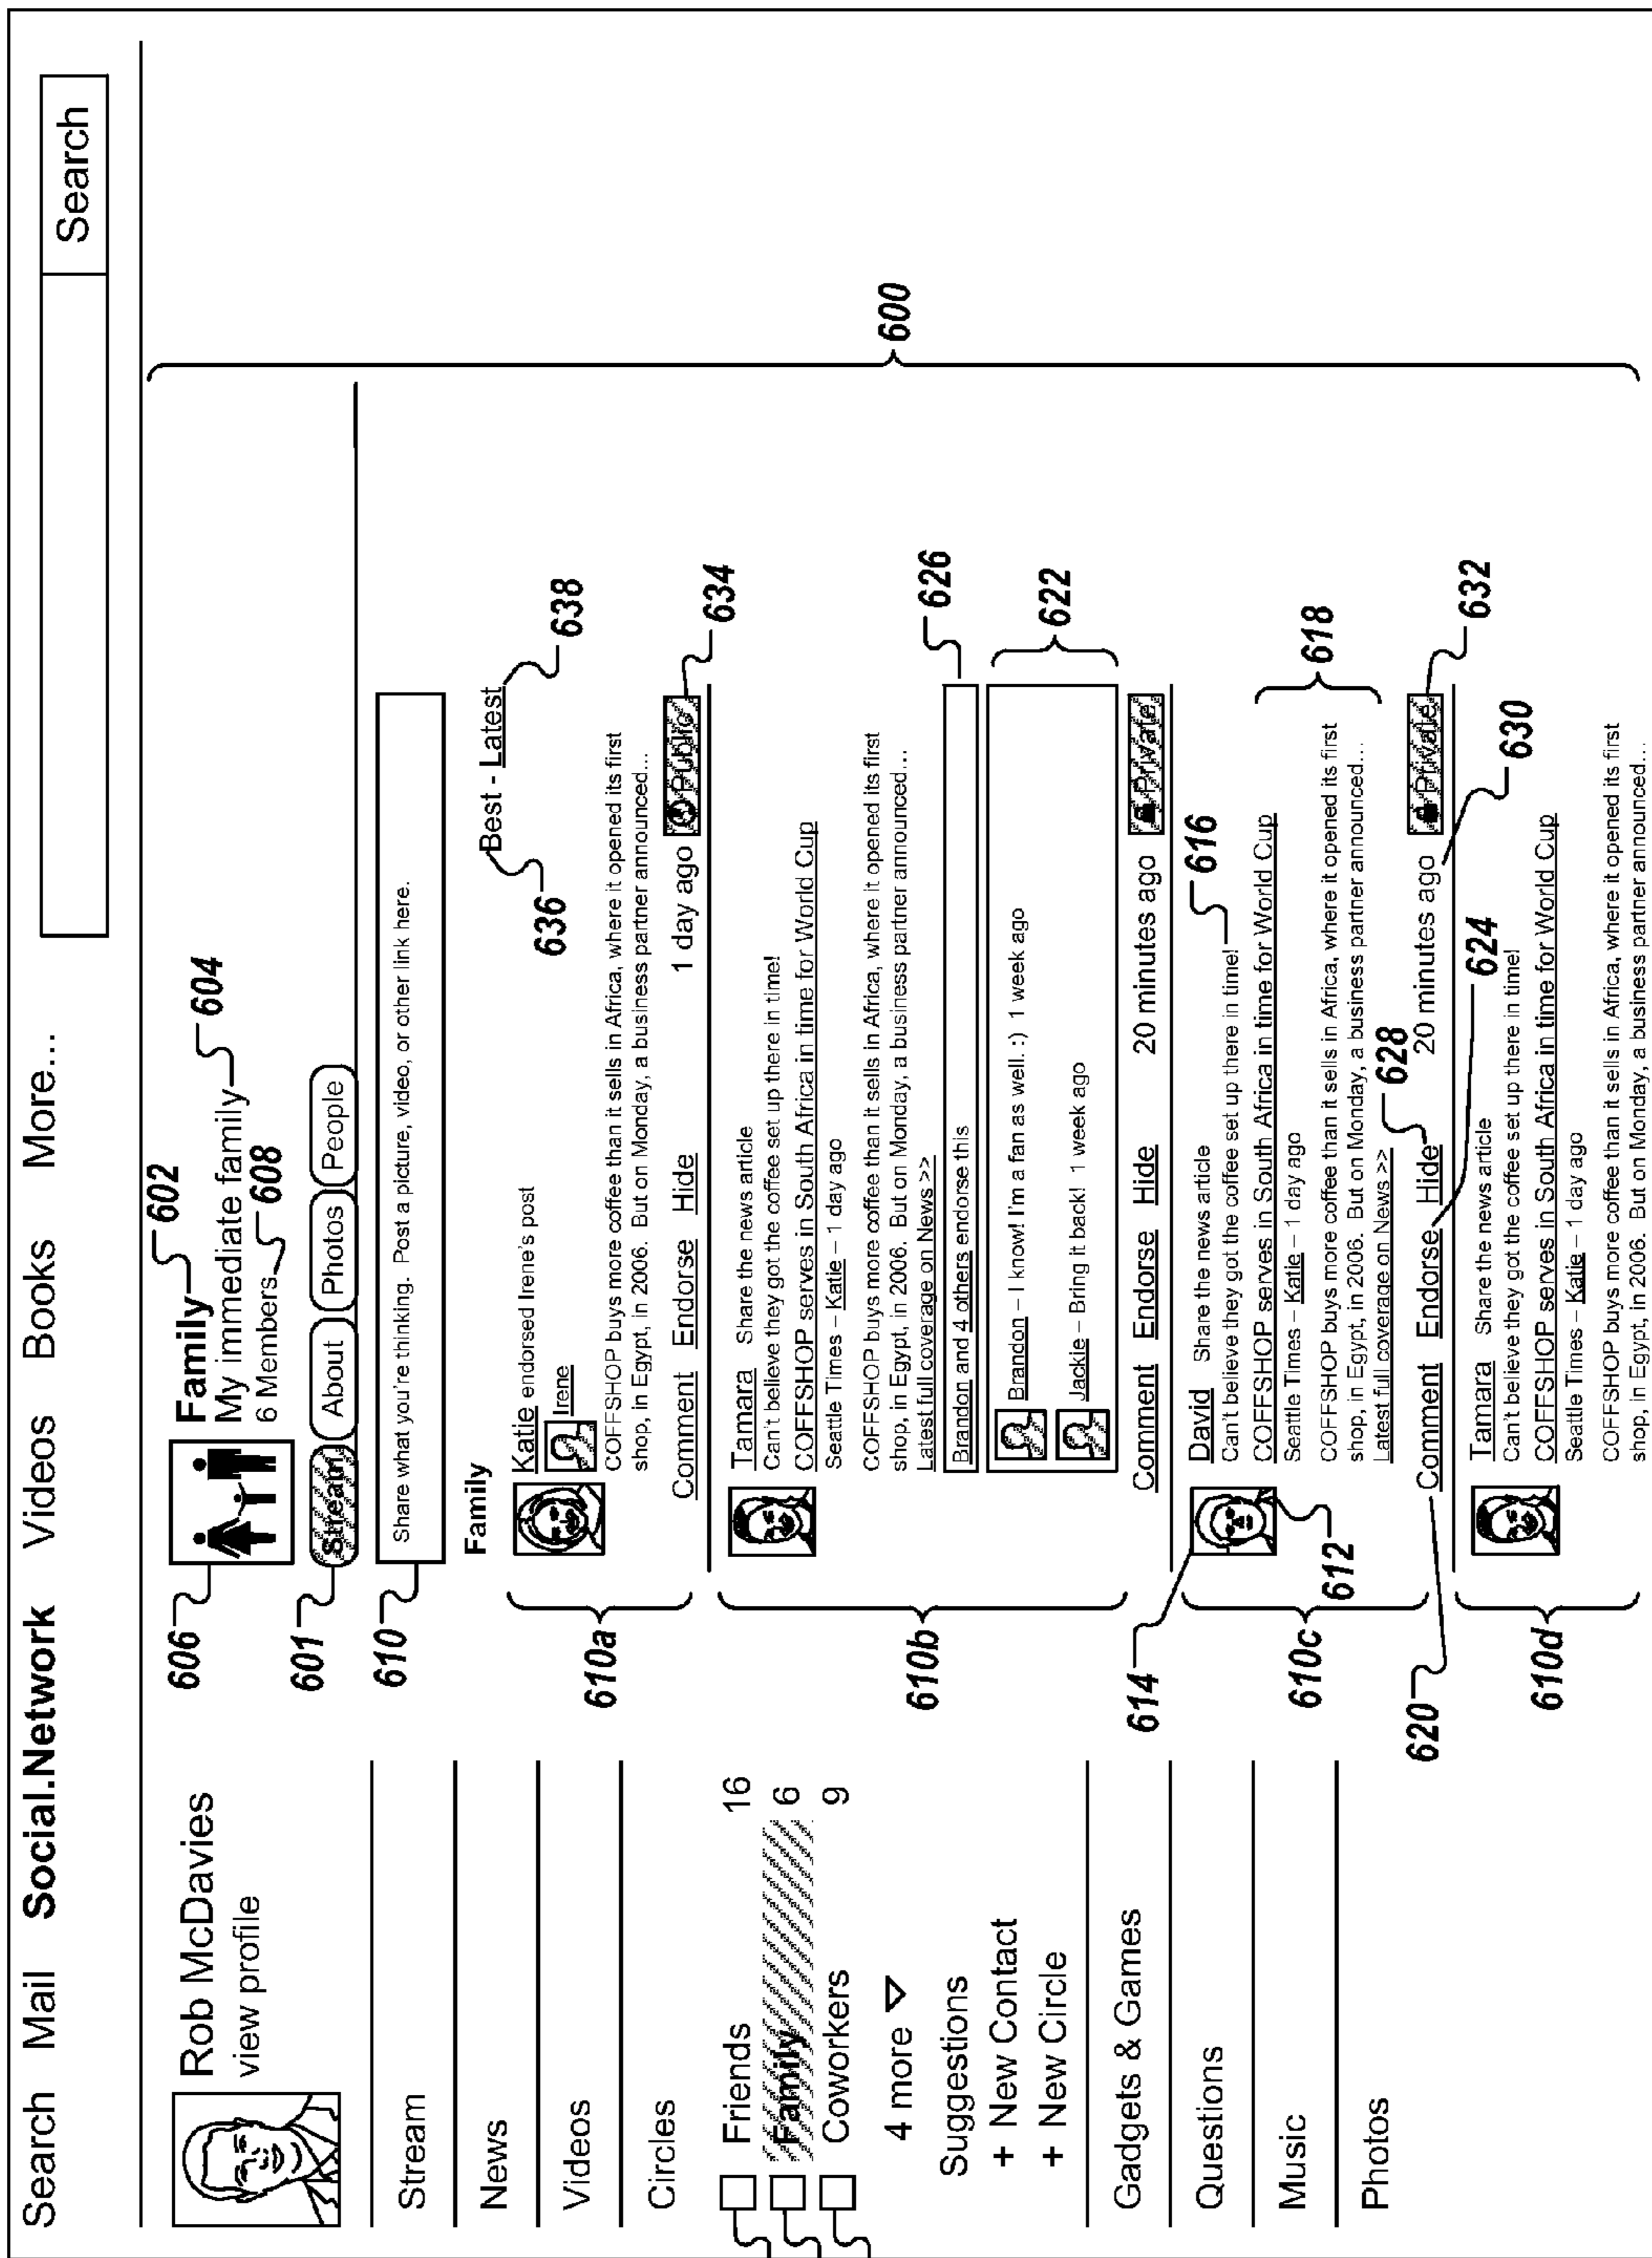 Search Mail Social.Network Videos Books More...
Search
Rob McDavies
view profile
Stream
News
Videos
Circles
Friends 16
Family 6
Coworkers 9
4 more
Suggestions
+ New Contact
+ New Circle
Gadgets & Games
Questions
Music
Photos
Family 602
My immediate family 604
6 Members 608
606
Stream About Photos People
601
600
Share what you're thinking. Post a picture, video, or other link here.
610
Family
Best - Latest
636
638
Katie endorsed Irene's post
Irene
COFFSHOP buys more coffee than it sells in Africa, where it opened its first
shop, in Egypt, in 2006. But on Monday, a business partner announced...
Comment Endorse Hide 1 day ago Public
634
610a
Tamara Share the news article
Can't believe they got the coffee set up there in time!
COFFSHOP serves in South Africa in time for World Cup
Seattle Times – Katie – 1 day ago
COFFSHOP buys more coffee than it sells in Africa, where it opened its first
shop, in Egypt, in 2006. But on Monday, a business partner announced...
Latest full coverage on News >>
Brandon and 4 others endorse this
626
Brandon – I know! I'm a fan as well. :) 1 week ago
Jackie – Bring it back! 1 week ago
622
Comment Endorse Hide 20 minutes ago Private
610b
614
David Share the news article
Can't believe they got the coffee set up there in time!
616
COFFSHOP serves in South Africa in time for World Cup
Seattle Times – Katie – 1 day ago
COFFSHOP buys more coffee than it sells in Africa, where it opened its first
shop, in Egypt, in 2006. But on Monday, a business partner announced...
Latest full coverage on News >>
618
612
628
Comment Endorse Hide 20 minutes ago Private
632
610c
620
624
630
Tamara Share the news article
Can't believe they got the coffee set up there in time!
COFFSHOP serves in South Africa in time for World Cup
Seattle Times – Katie – 1 day ago
COFFSHOP buys more coffee than it sells in Africa, where it opened its first
shop, in Egypt, in 2006. But on Monday, a business partner announced...
610d